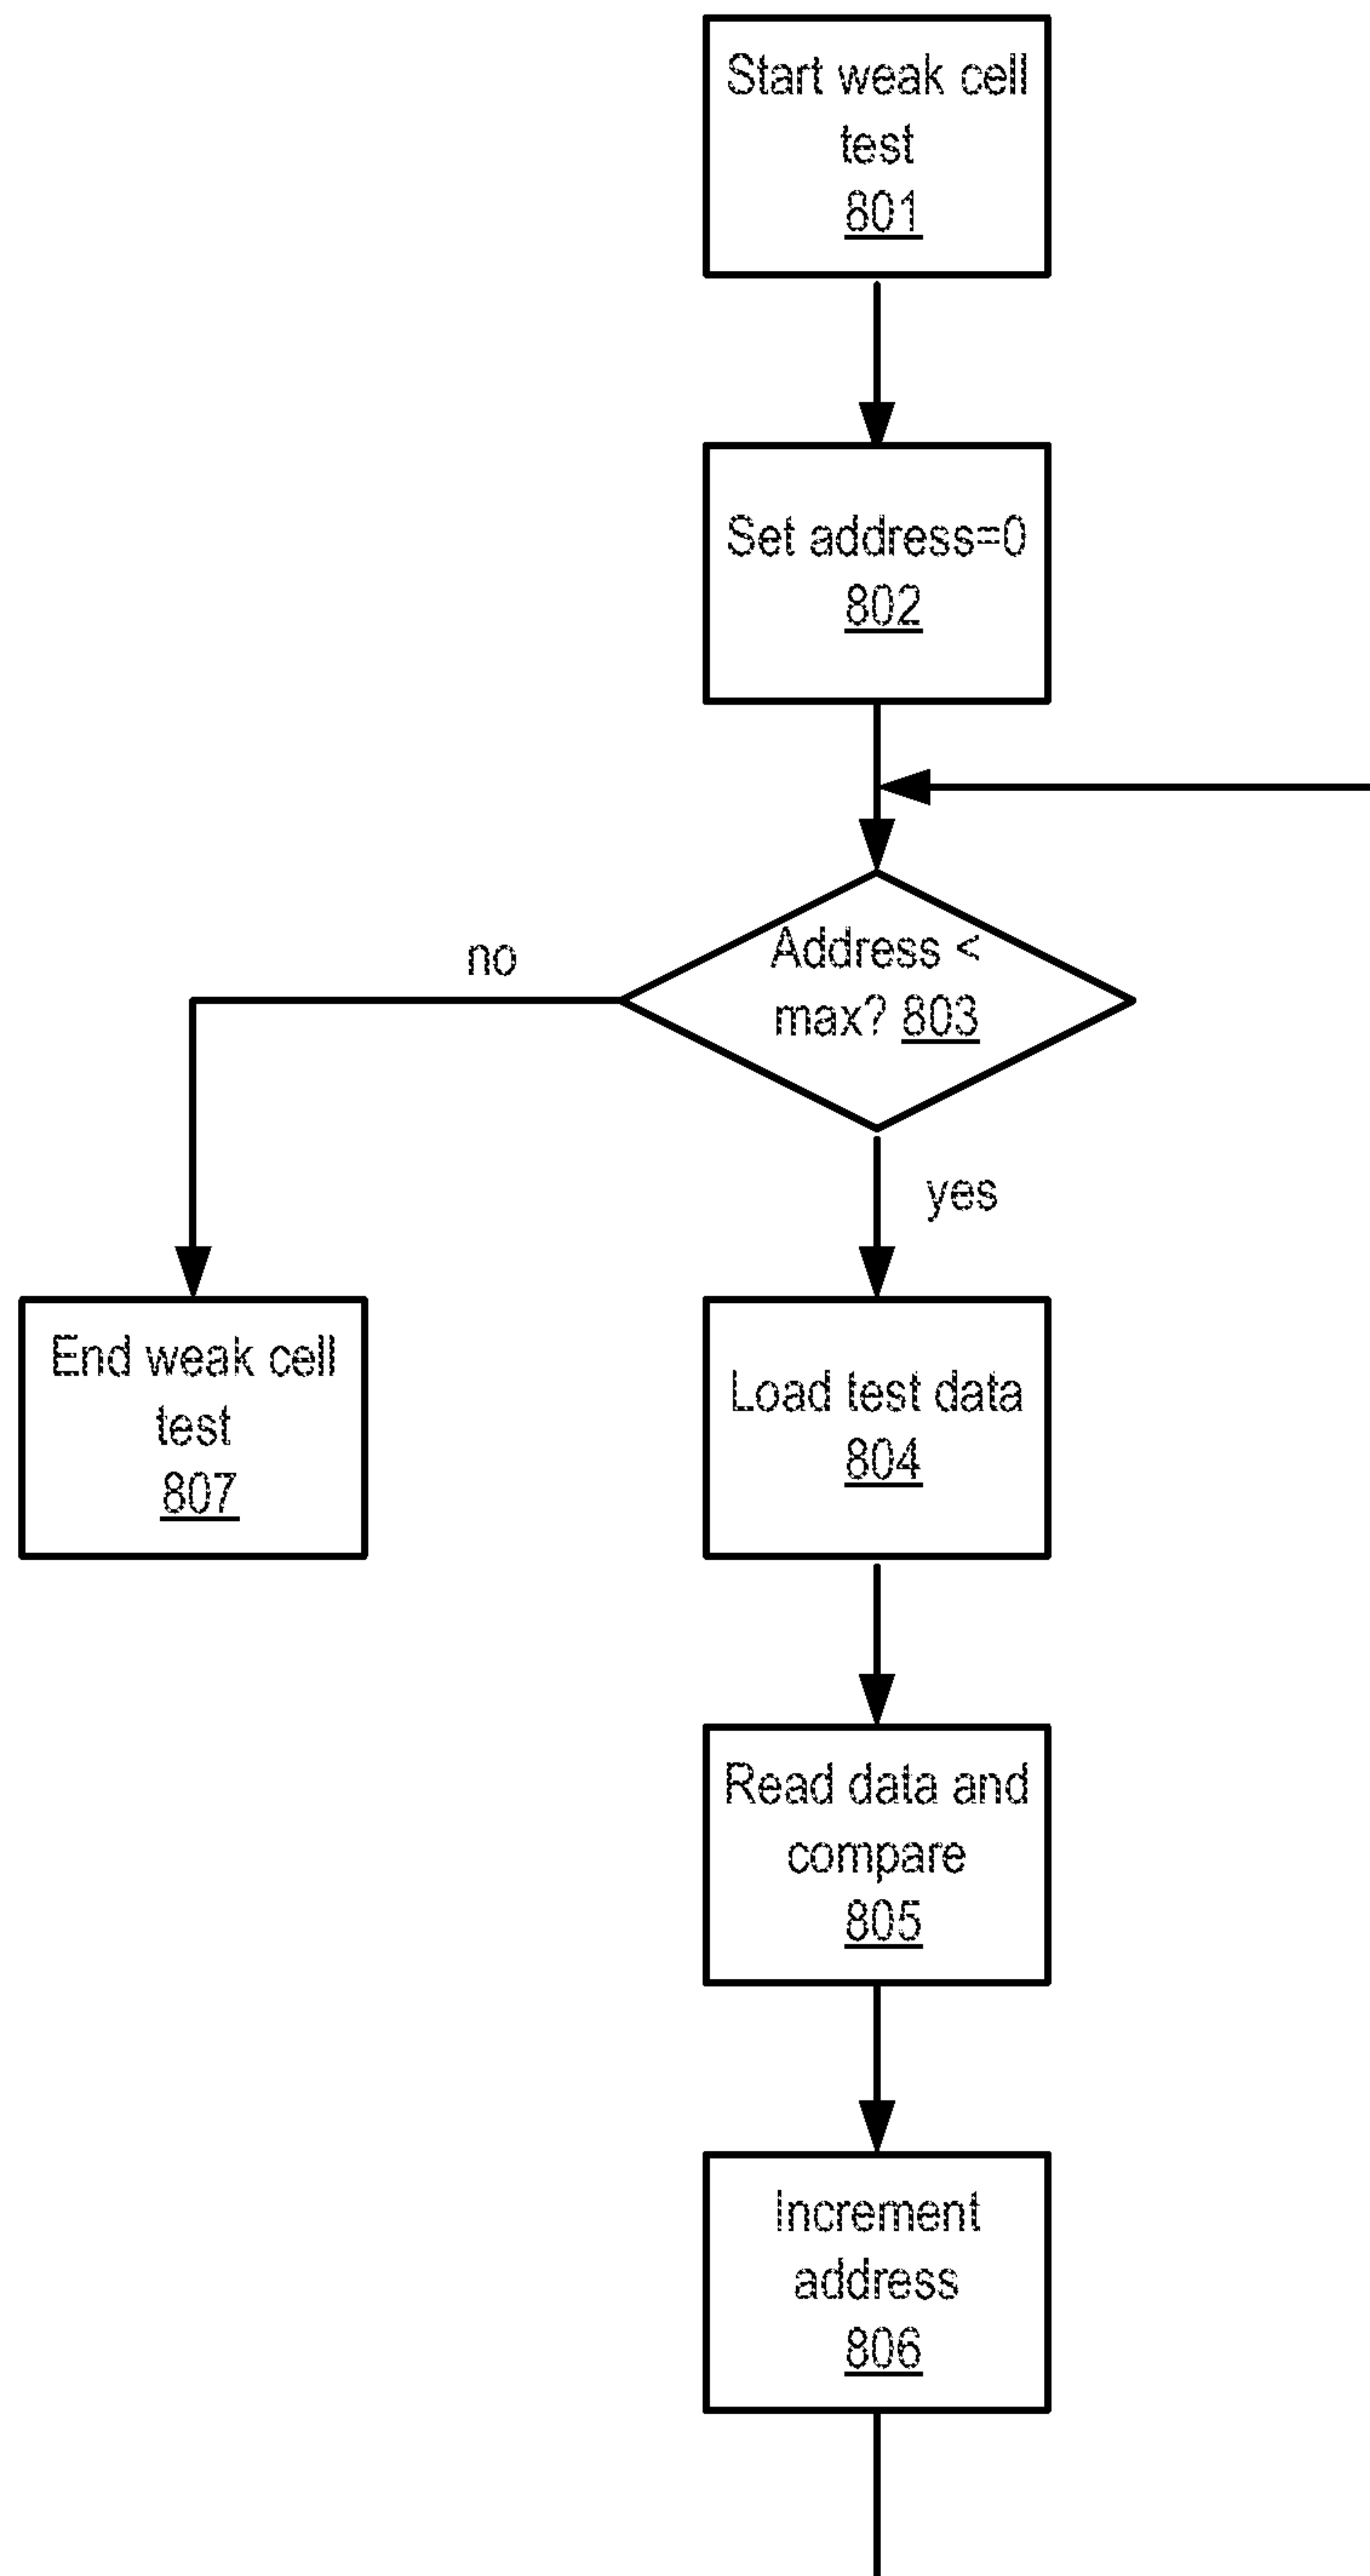 Start weak cell
test
801
Set address=0
802
no
Address <
max? 803
yes
End weak cell
test
807
Load test data
804
Read data and
compare
805
Increment
address
806